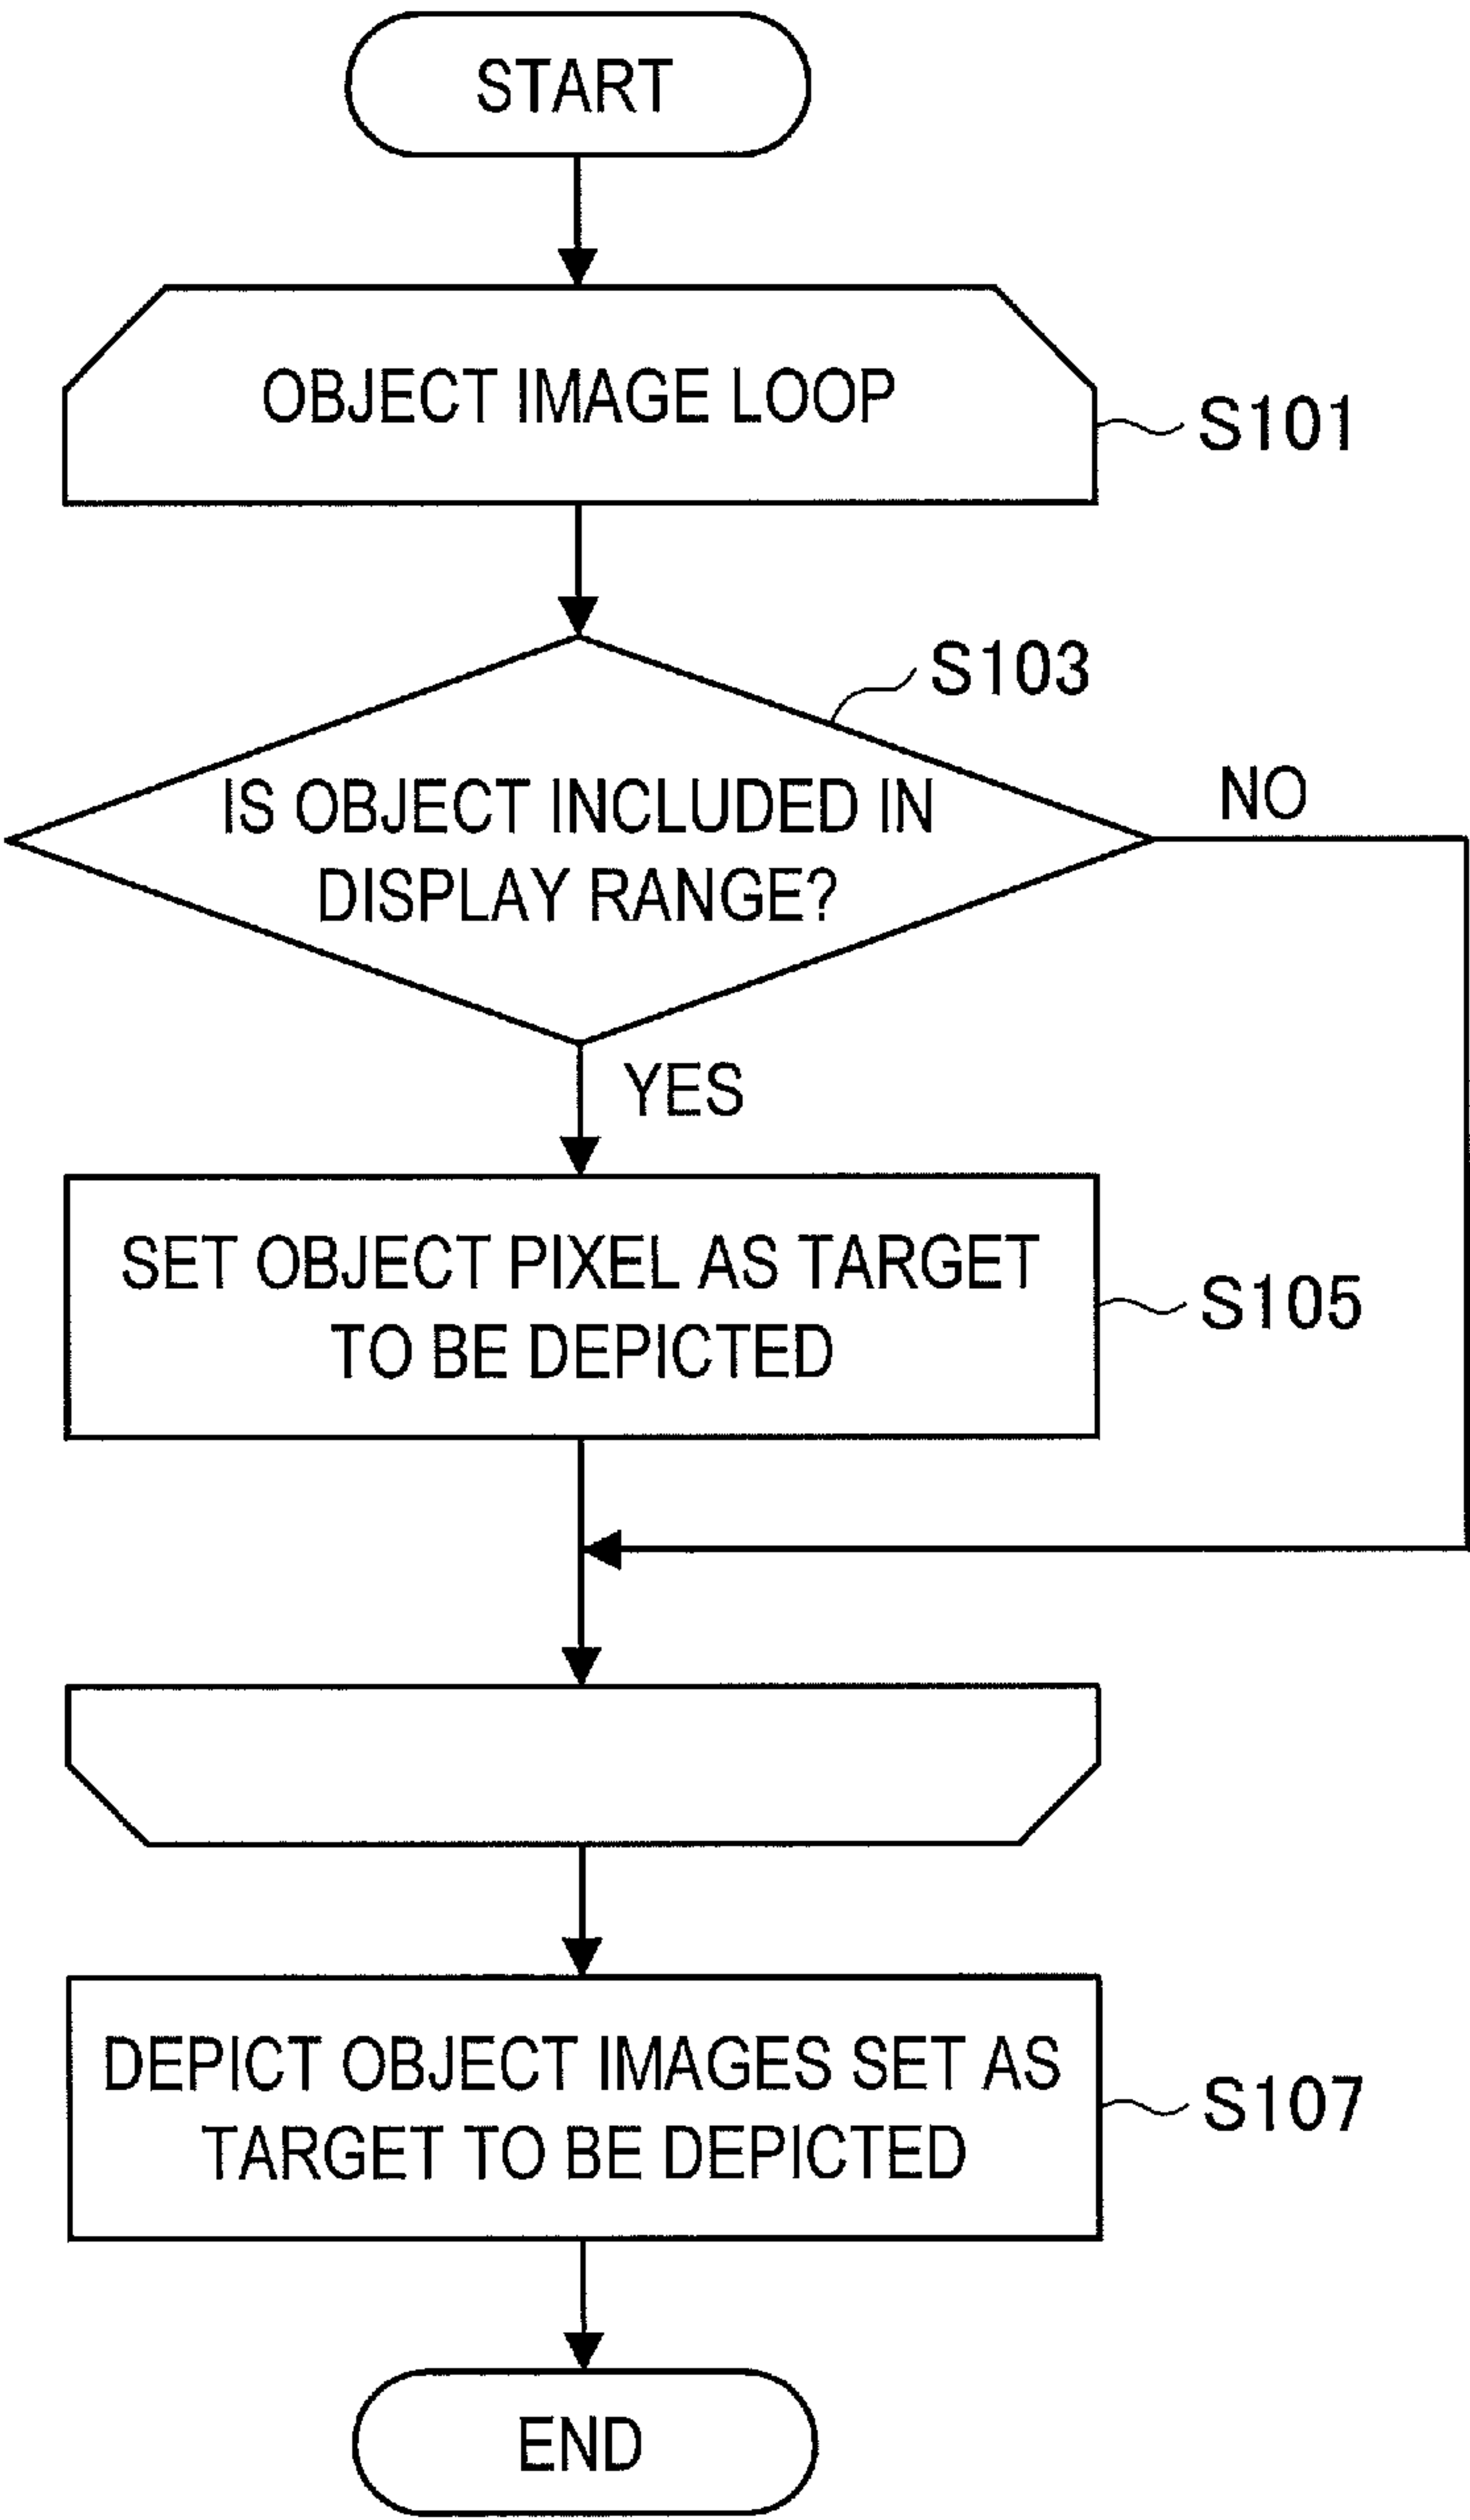 START
OBJECT IMAGE LOOP
S101
S103
IS OBJECT INCLUDED IN
DISPLAY RANGE?
NO
YES
SET OBJECT PIXEL AS TARGET
TO BE DEPICTED
S105
DEPICT OBJECT IMAGES SET AS
TARGET TO BE DEPICTED
S107
END